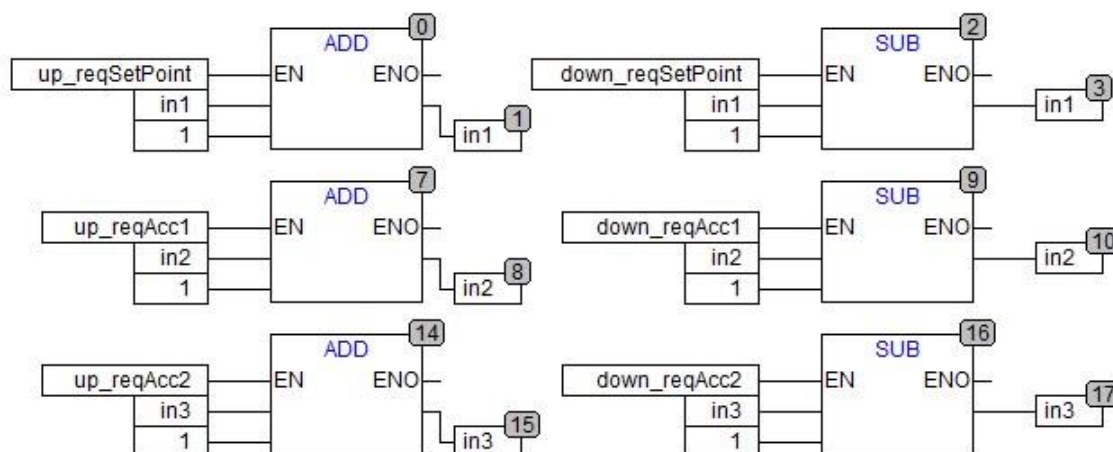 0 2
ADD SUB
up_reqSetPoint EN ENO down_reqSetPoint EN ENO
in1 in1 3
1 in1 1 1 in1
7 9
ADD SUB
up_reqAcc1 EN ENO down_reqAcc1 EN ENO
in2 in2 10
1 in2 8 1 in2
14 16
ADD SUB
up_reqAcc2 EN ENO down_reqAcc2 EN ENO
in3 in3 17
1 in3 15 1 in3